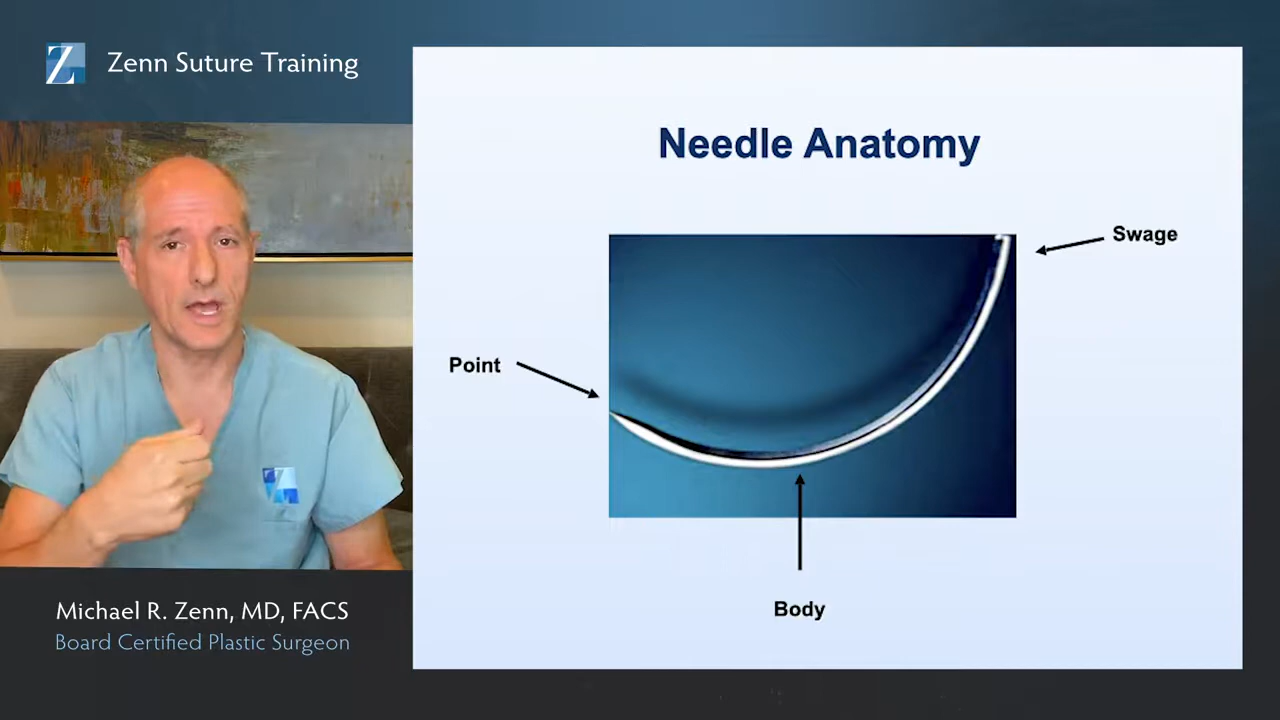 Zenn Suture Training
Needle Anatomy
Swage
Point
Body
Michael R. Zenn, MD, FACS
Board Certified Plastic Surgeon